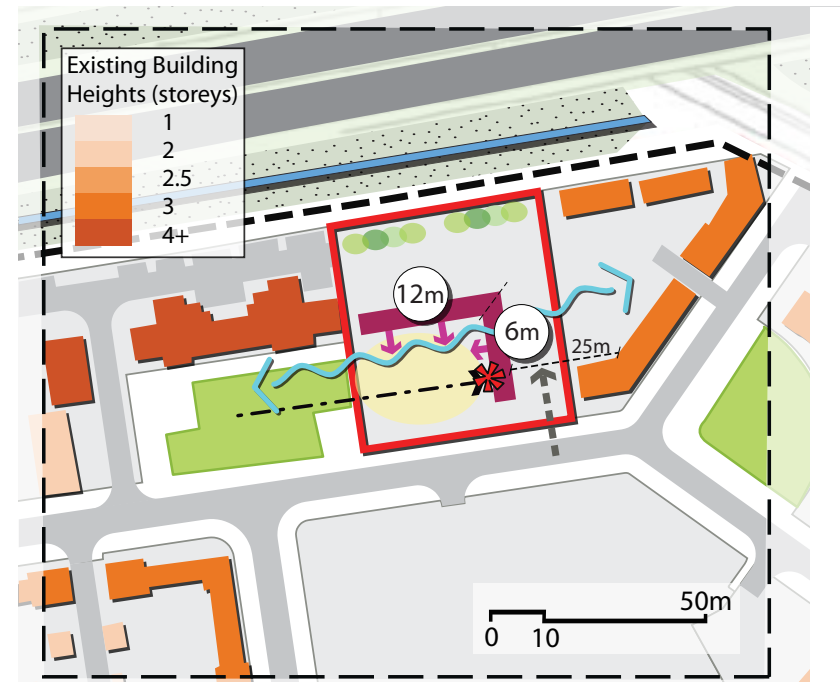 Existing Building
Heights (storeys)
1
2
2.5
3
4+
12m
6m
25m
50m
0 10